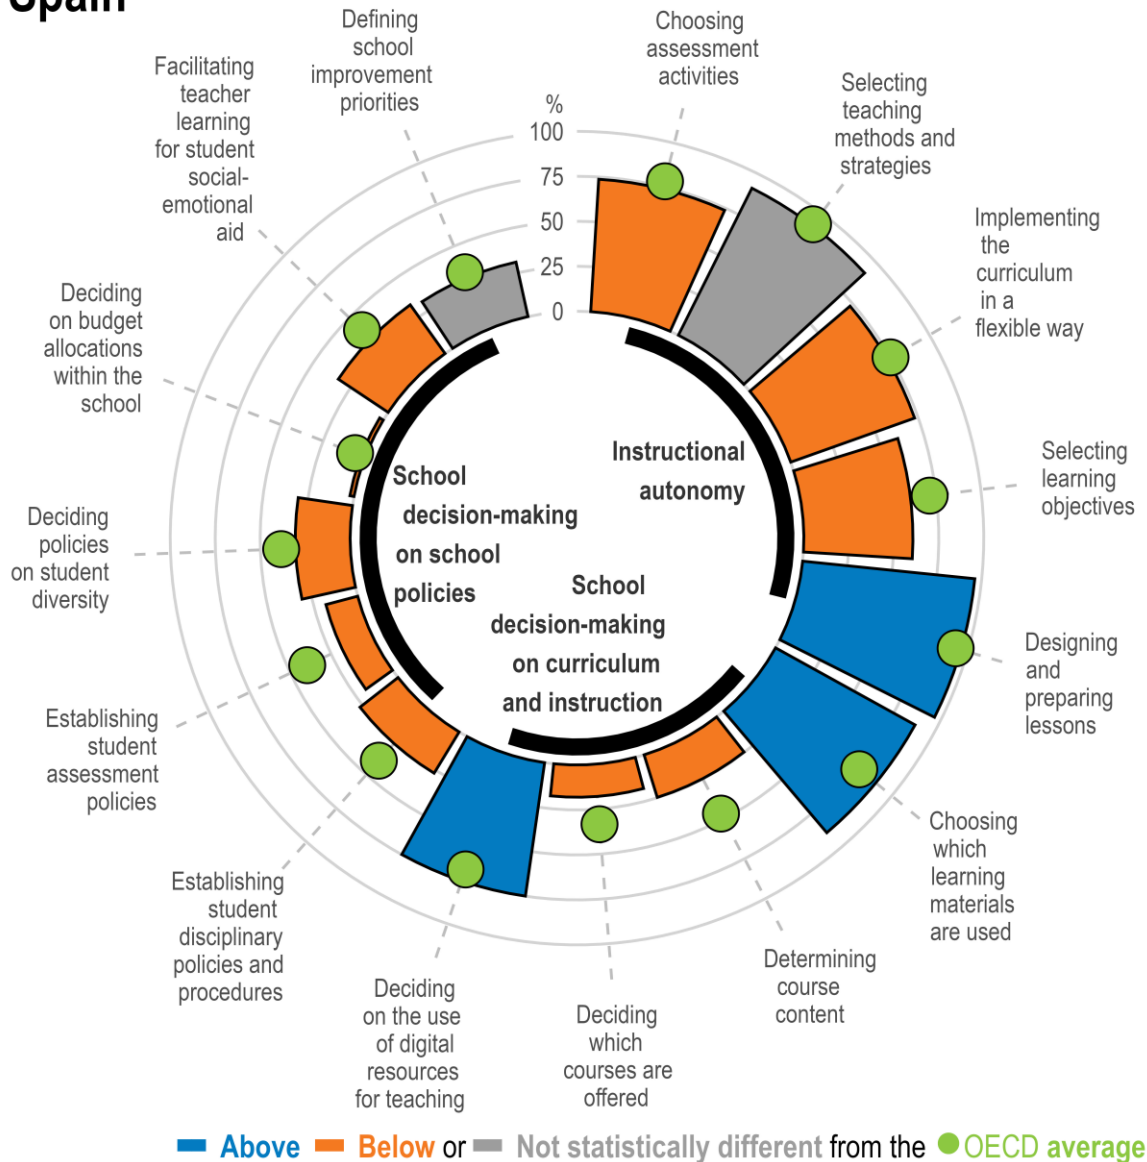 Spain
Defining
school
improvement
priorities
Choosing
assessment
activities
Selecting
teaching
methods and
strategies
Implementing
the
curriculum
in a
flexible way
Selecting
learning
objectives
Designing
and
preparing
lessons
Choosing
which
learning
materials
are used
Determining
course
content
Deciding
which
courses are
offered
Deciding
on the use
of digital
resources
for teaching
Establishing
student
disciplinary
policies and
procedures
Establishing
student
assessment
policies
Deciding
policies
on student
diversity
Deciding
on budget
allocations
within the
school
Facilitating
teacher
learning
for student
social-
emotional
aid
%
100
75
50
25
0
Instructional
autonomy
School
decision-making
on school
policies
School
decision-making
on curriculum
and instruction
Above Below or Not statistically different from the OECD average